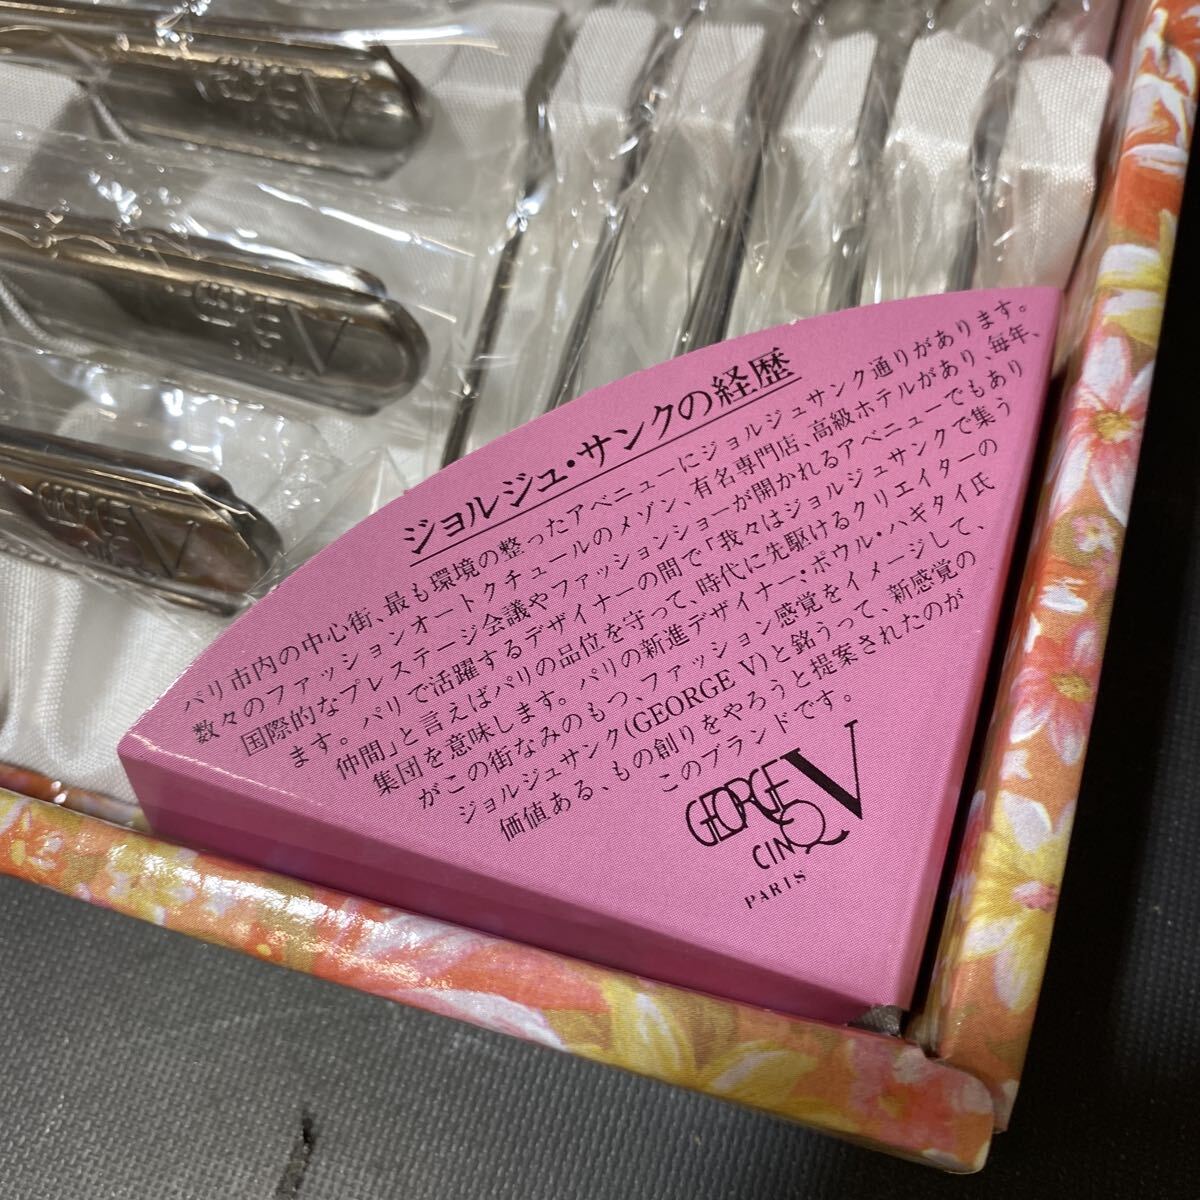 ジョルジュ・サンクの経歴
パリ市内の中心街、最も環境の整ったアベニューにジョルジュサンク通りがあります。
数々のファッションオートクチュールのメゾン、有名専門店、高級ホテルがあり、毎年、
国際的なプレステージ会議やファッションショーが開かれるアベニューでもあり
ます。パリで活躍するデザイナーの間で「我々はジョルジュサンクで集う
仲間」と言えばパリの品位を守って、時代に先駆けるクリエイターの
集団を意味します。パリの新進デザイナー、ポウル・ハギタイ氏
がこの街なみのもつ、ファッション感覚をイメージして、
ジョルジュサンク(GEORGE V)と銘うって、新感覚の
価値ある、もの創りをやろうと提案されたのが
このブランドです。
GEORGE V
CINQ
PARIS